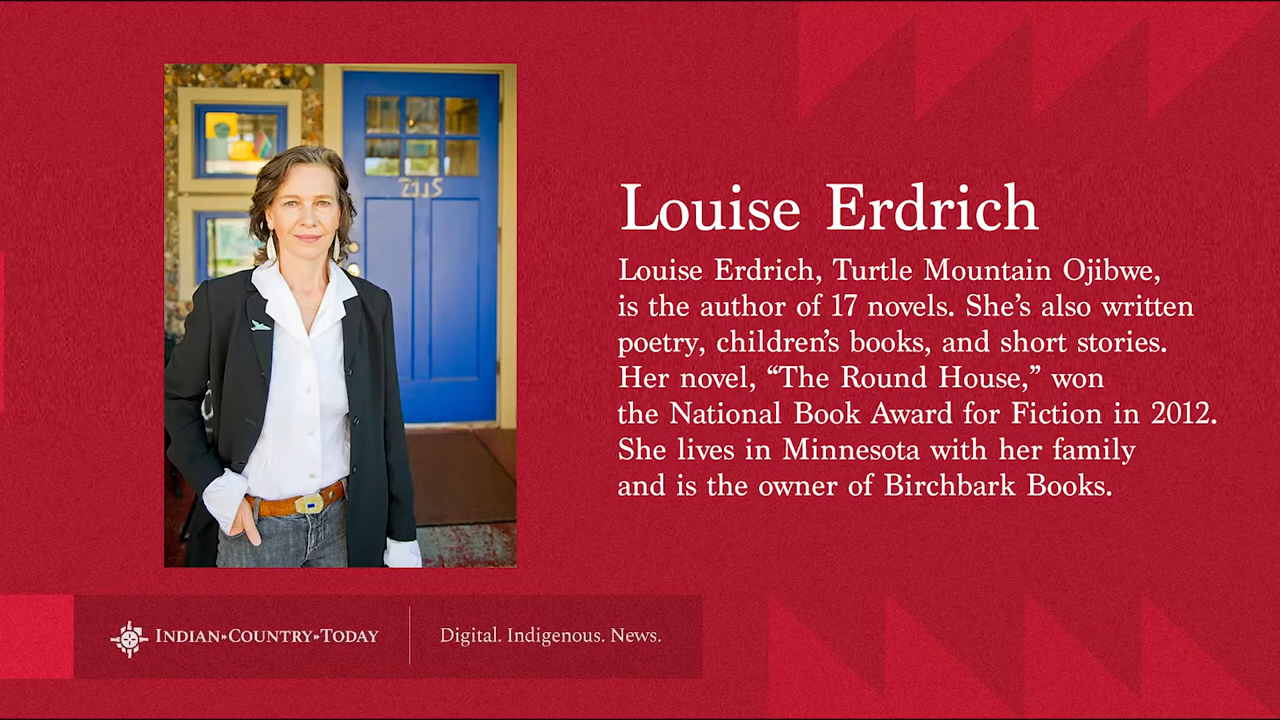 2115
Louise Erdrich
Louise Erdrich, Turtle Mountain Ojibwe,
is the author of 17 novels. She’s also written
poetry, children’s books, and short stories.
Her novel, “The Round House,” won
the National Book Award for Fiction in 2012.
She lives in Minnesota with her family
and is the owner of Birchbark Books.
INDIAN»COUNTRY»TODAY
Digital. Indigenous. News.